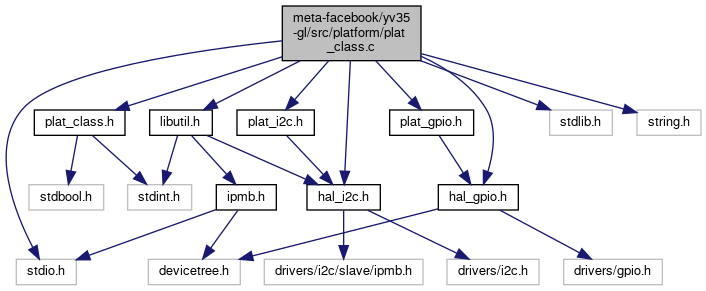 meta-facebook/yv35
-gl/src/platform/plat
_class.c
plat_class.h
libutil.h
plat_i2c.h
plat_gpio.h
stdlib.h
string.h
stdbool.h
stdint.h
ipmb.h
hal_i2c.h
hal_gpio.h
stdio.h
devicetree.h
drivers/i2c/slave/ipmb.h
drivers/i2c.h
drivers/gpio.h